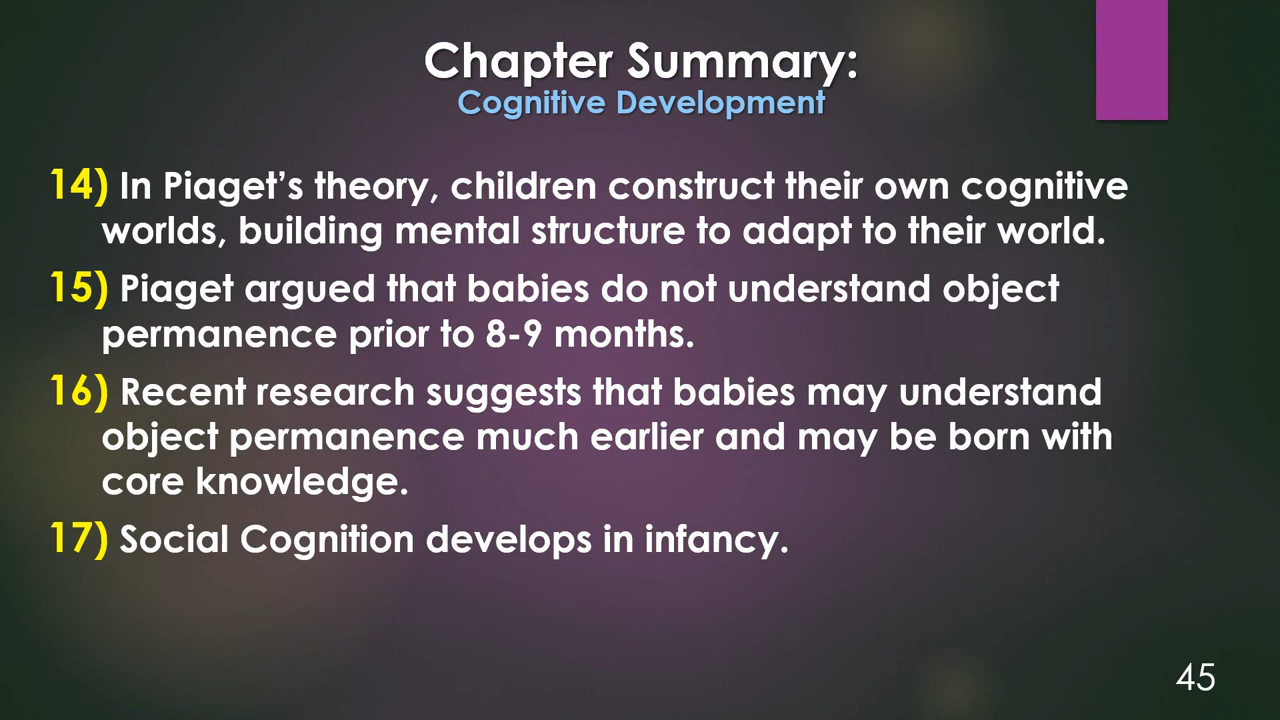 Chapter Summary:
Cognitive Development
14) In Piaget’s theory, children construct their own cognitive
worlds, building mental structure to adapt to their world.
15) Piaget argued that babies do not understand object
permanence prior to 8-9 months.
16) Recent research suggests that babies may understand
object permanence much earlier and may be born with
core knowledge.
17) Social Cognition develops in infancy.
45